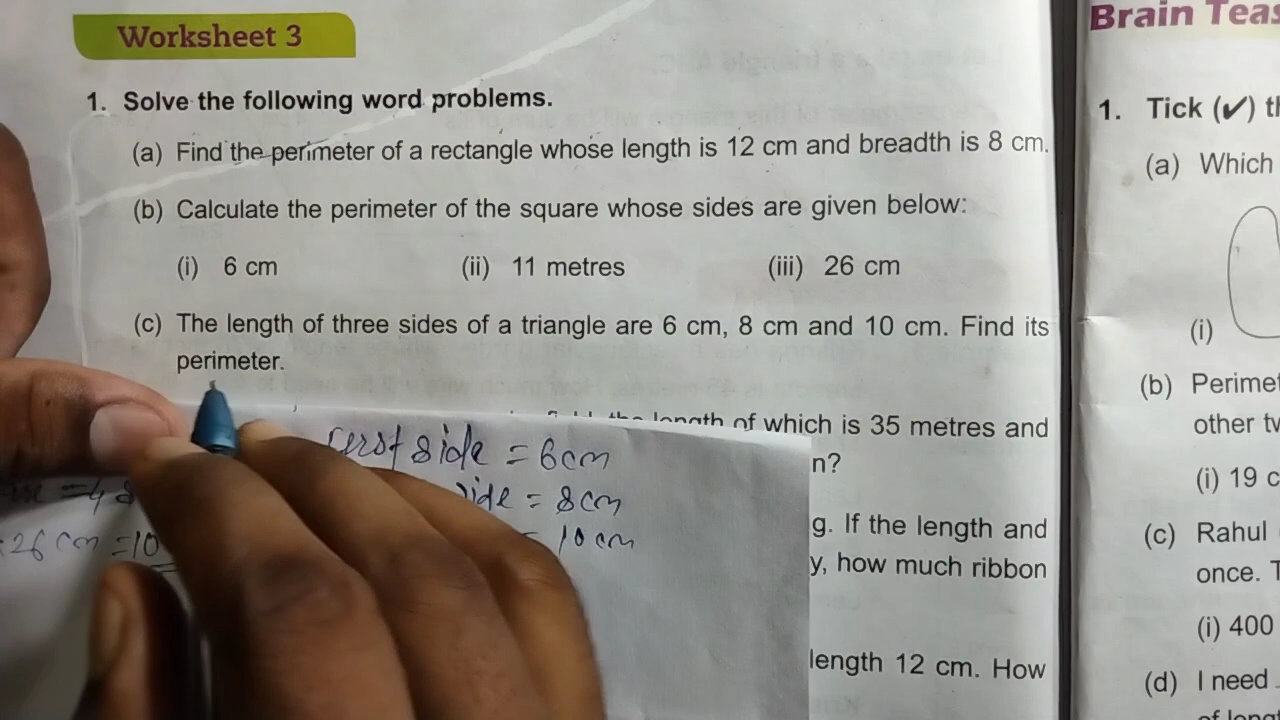 Worksheet 3
1. Solve the following word problems.
(a) Find the perimeter of a rectangle whose length is 12 cm and breadth is 8 cm.
(b) Calculate the perimeter of the square whose sides are given below:
(i) 6 cm (ii) 11 metres (iii) 26 cm
(c) The length of three sides of a triangle are 6 cm, 8 cm and 10 cm. Find its
perimeter.
length of which is 35 metres and
n?
g. If the length and
y, how much ribbon
length 12 cm. How
first side = 6cm
side = 8cm
= 10 cm
26 cm = 10
Brain Teas
1. Tick (✔) th
(a) Which
(i)
(b) Perimet
other tw
(i) 19 c
(c) Rahul
once. T
(i) 400
(d) I need